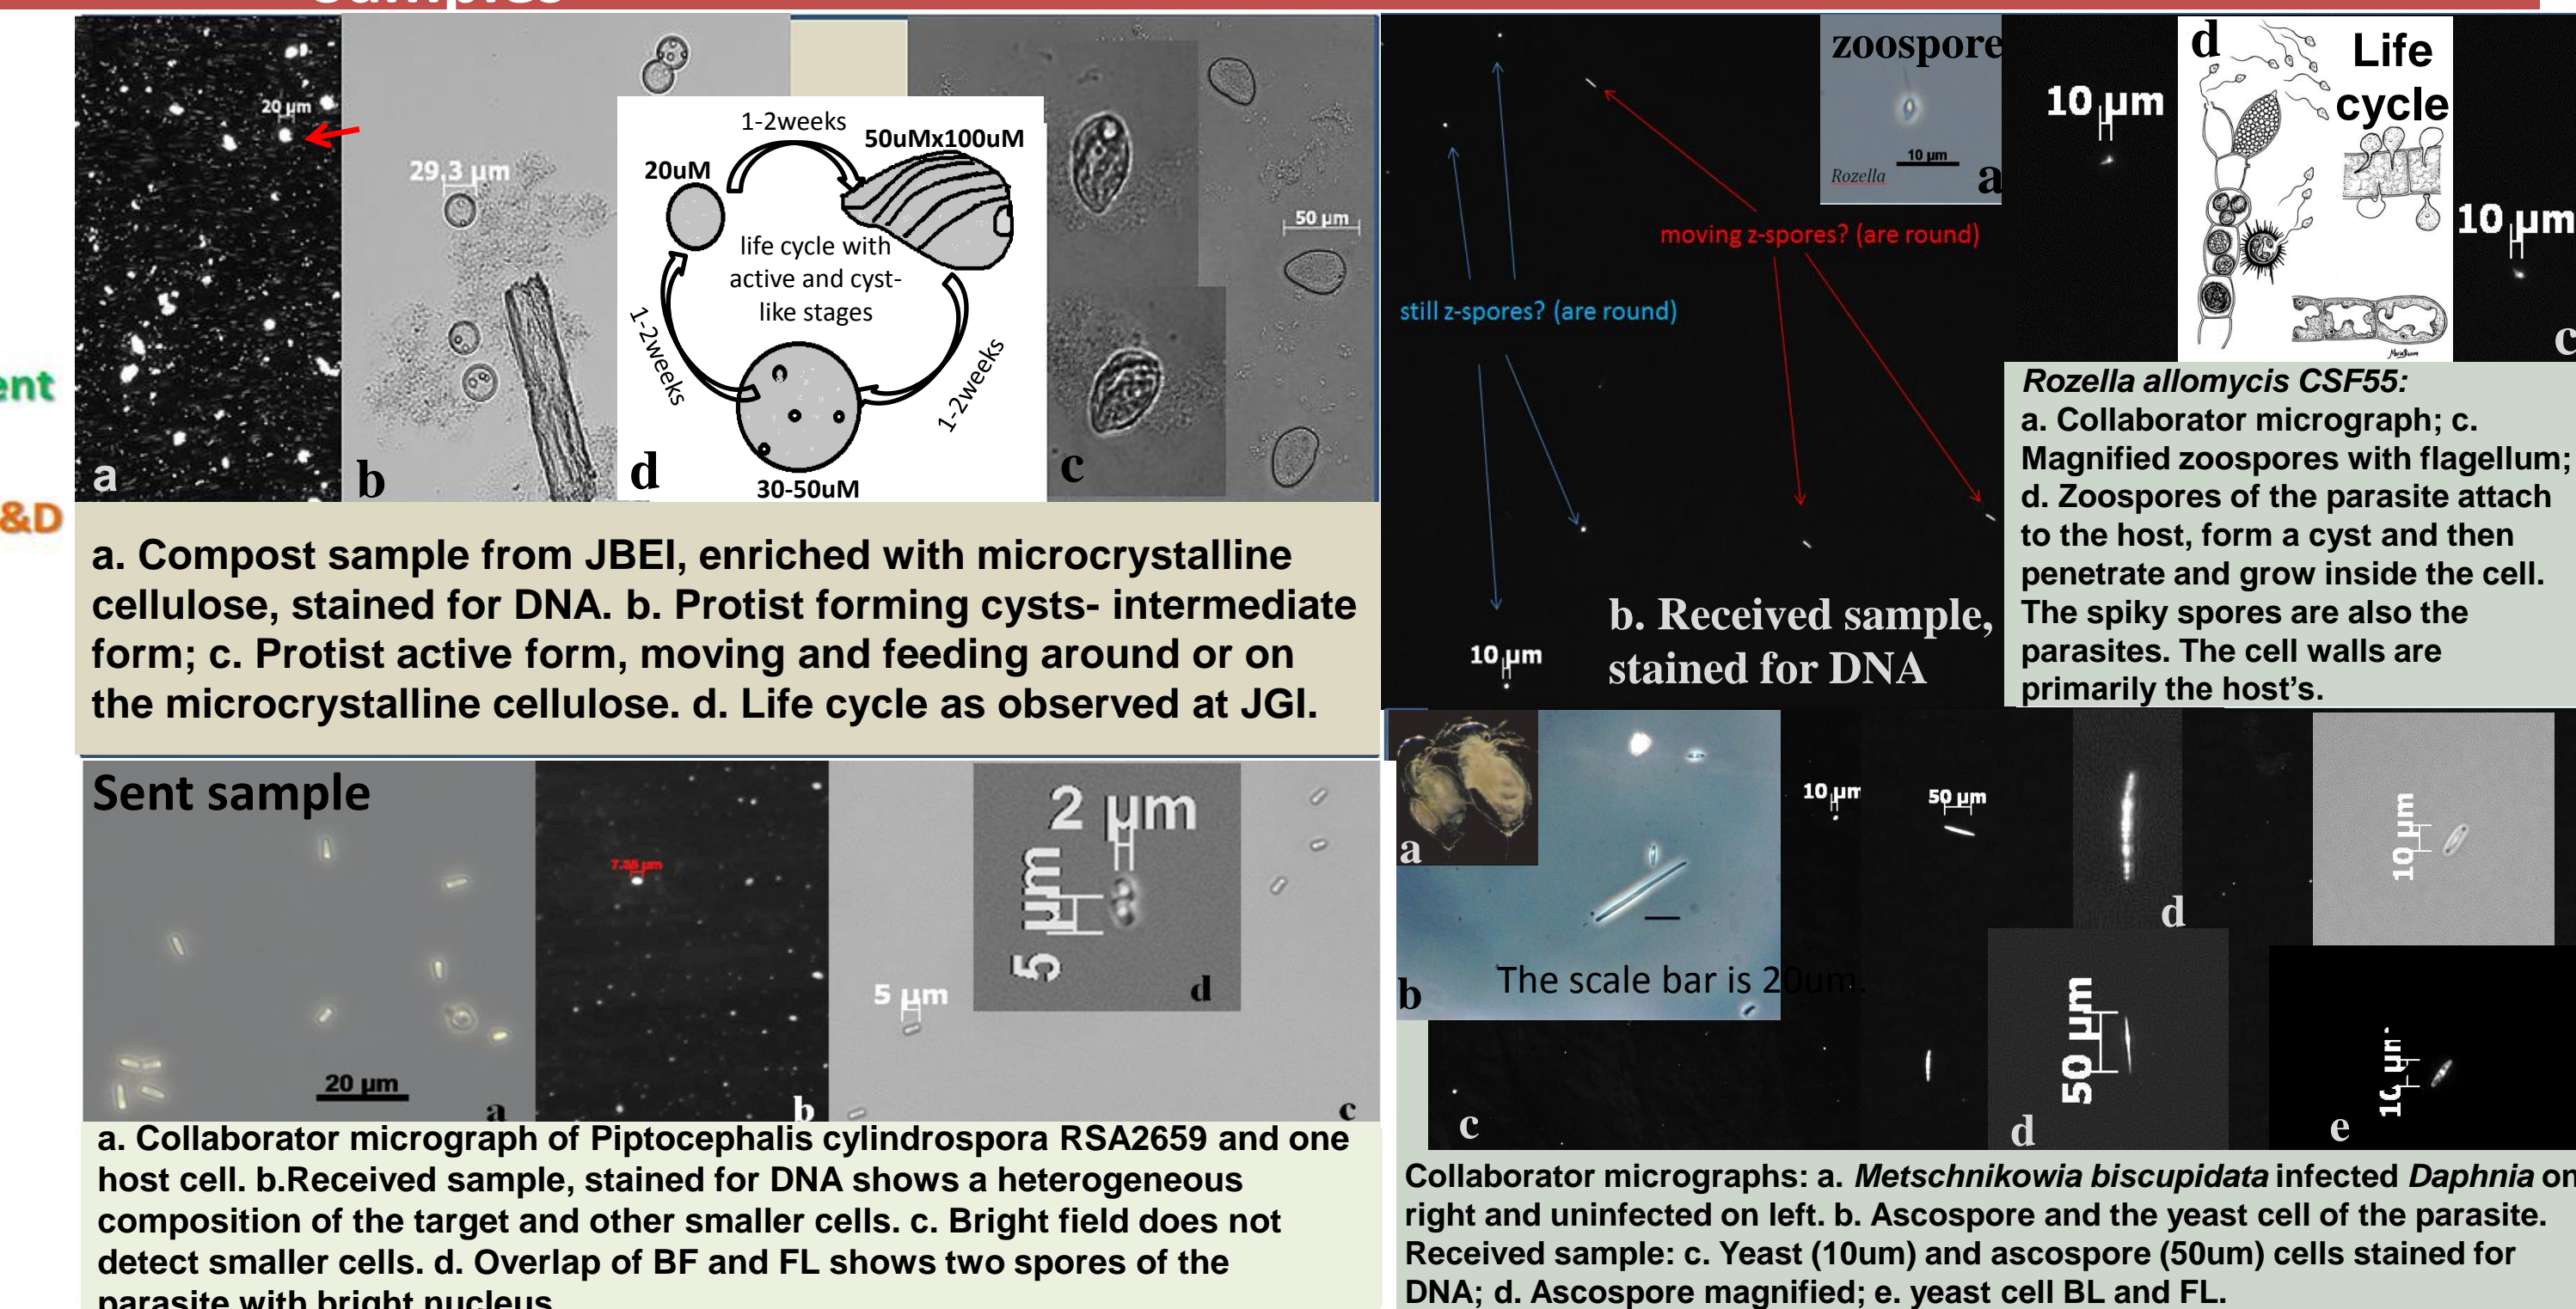 Samples
ent
&D
a
20 µm
b
29.3 µm
1-2weeks
20uM
50uMx100uM
life cycle with
active and cyst-
like stages
1-2weeks
1-2weeks
30-50uM
d
c
50 µm
a. Compost sample from JBEI, enriched with microcrystalline
cellulose, stained for DNA. b. Protist forming cysts- intermediate
form; c. Protist active form, moving and feeding around or on
the microcrystalline cellulose. d. Life cycle as observed at JGI.
zoospore
10 µm
Rozella
a
moving z-spores? (are round)
still z-spores? (are round)
10 µm
b. Received sample,
stained for DNA
10 µm
d
Life
cycle
10 µm
c
Rozella allomycis CSF55:
a. Collaborator micrograph; c.
Magnified zoospores with flagellum;
d. Zoospores of the parasite attach
to the host, form a cyst and then
penetrate and grow inside the cell.
The spiky spores are also the
parasites. The cell walls are
primarily the host's.
Sent sample
20 µm
a
7.35 µm
b
5 µm
2 µm
5 µm
d
c
a. Collaborator micrograph of Piptocephalis cylindrospora RSA2659 and one
host cell. b.Received sample, stained for DNA shows a heterogeneous
composition of the target and other smaller cells. c. Bright field does not
detect smaller cells. d. Overlap of BF and FL shows two spores of the
parasite with bright nucleus
a
b
The scale bar is 20um.
10 µm
50 µm
d
10 µm
c
50 µm
d
10 µm
e
Collaborator micrographs: a. Metschnikowia biscupidata infected Daphnia on
right and uninfected on left. b. Ascospore and the yeast cell of the parasite.
Received sample: c. Yeast (10um) and ascospore (50um) cells stained for
DNA; d. Ascospore magnified; e. yeast cell BL and FL.